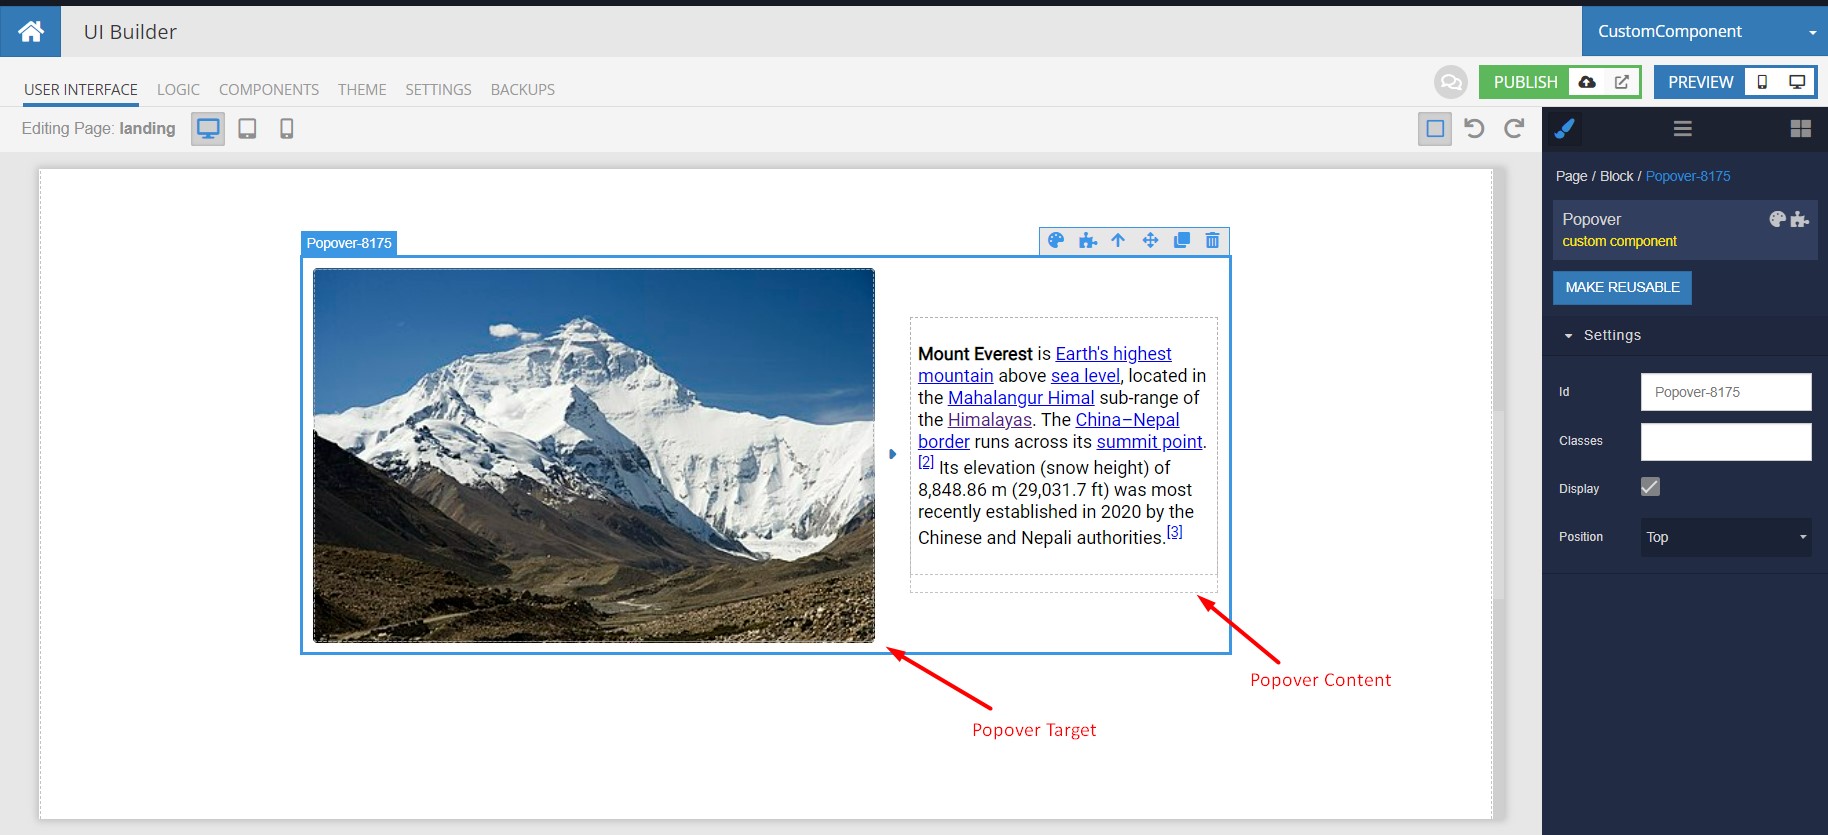 UI Builder
CustomComponent
USER INTERFACE LOGIC COMPONENTS THEME SETTINGS BACKUPS
PUBLISH
PREVIEW
Editing Page: landing
Page / Block / Popover-8175
Popover
custom component
MAKE REUSABLE
Settings
Id Popover-8175
Classes
Display
Position Top
Popover-8175
Mount Everest is Earth's highest
mountain above sea level, located in
the Mahalangur Himal sub-range of
the Himalayas. The China–Nepal
border runs across its summit point.
[2] Its elevation (snow height) of
8,848.86 m (29,031.7 ft) was most
recently established in 2020 by the
Chinese and Nepali authorities.[3]
Popover Content
Popover Target